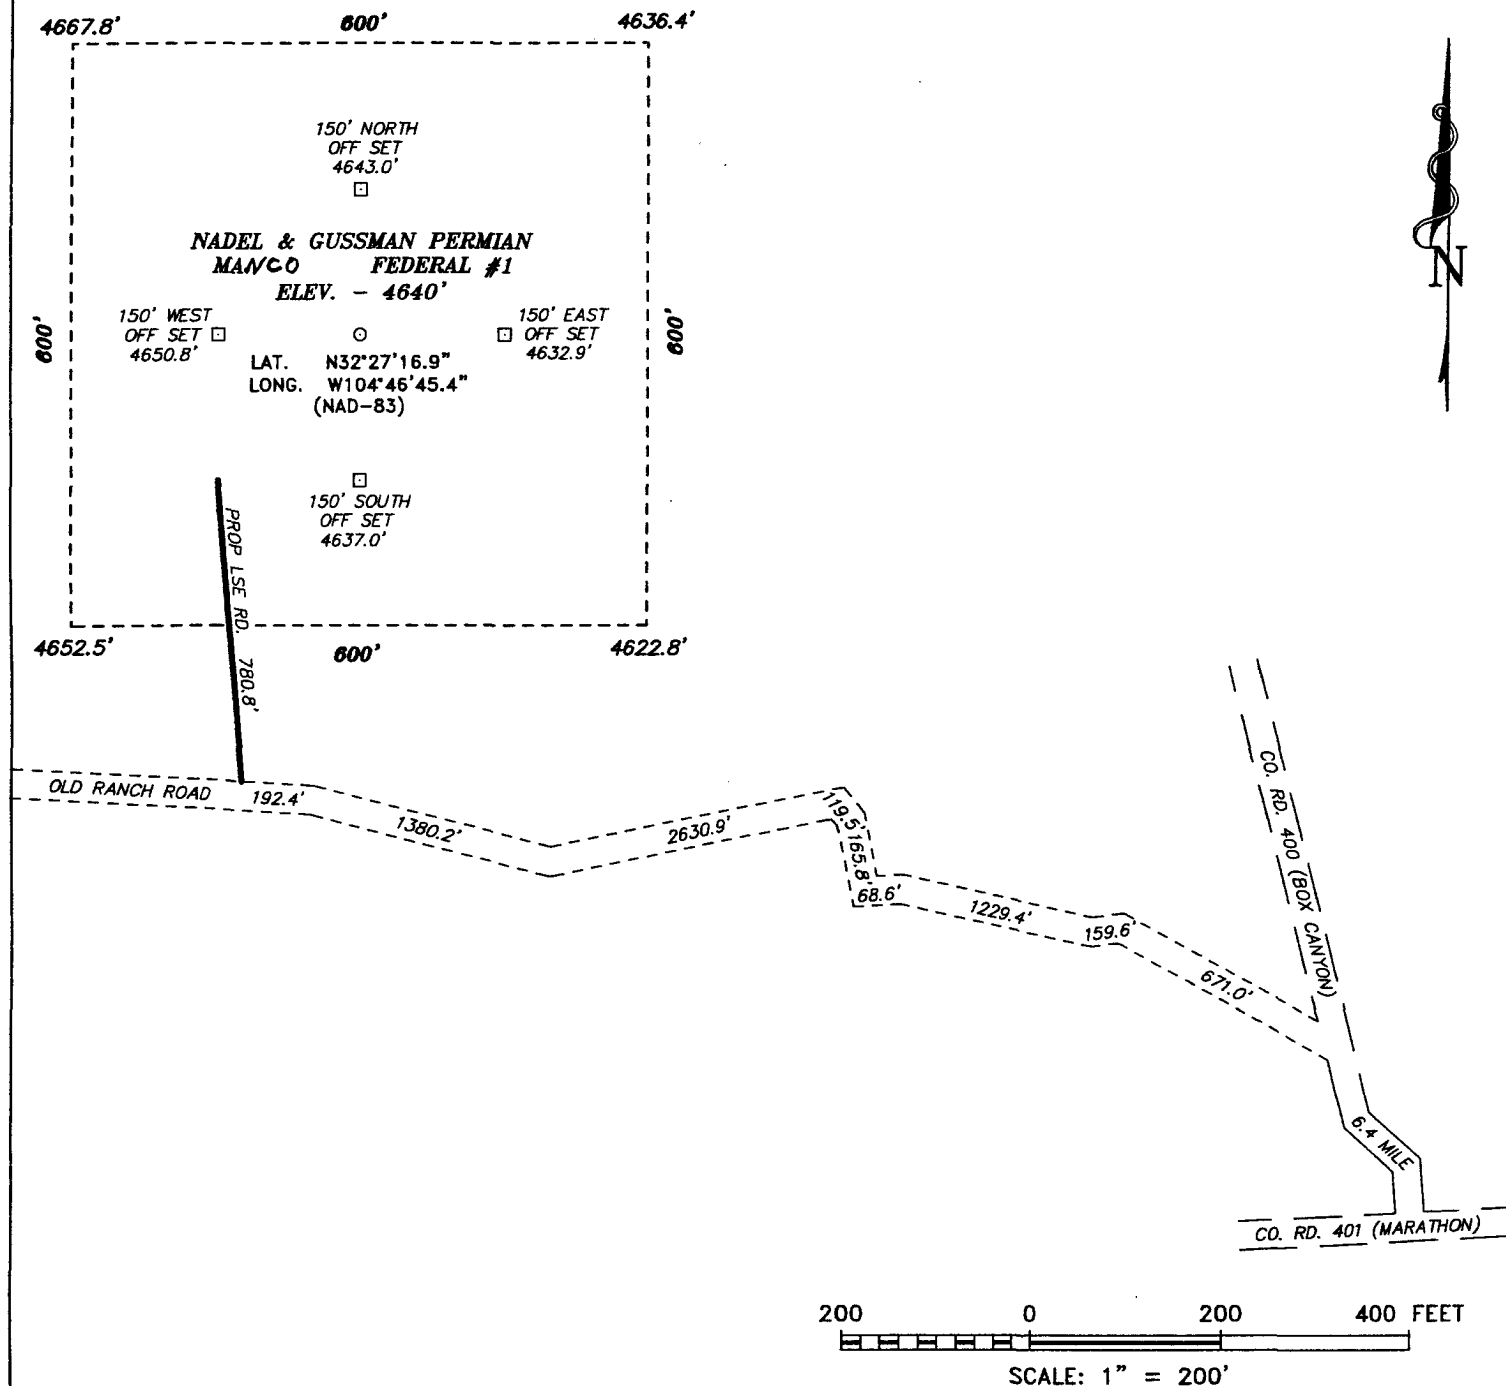 4667.8' 600' 4636.4'
150' NORTH
OFF SET
4643.0'
NADEL & GUSSMAN PERMIAN
MANCO FEDERAL #1
ELEV. - 4640'
150' WEST
OFF SET
4650.8'
150' EAST
OFF SET
4632.9'
600'
600'
LAT. N32°27'16.9"
LONG. W104°46'45.4"
(NAD-83)
150' SOUTH
OFF SET
4637.0'
PROP LSE RD. 780.8'
4652.5' 600' 4622.8'
N
OLD RANCH ROAD 192.4'
1380.2'
2630.9'
119.5'
165.8'
68.6'
1229.4'
159.6'
671.0'
CO. RD. 400 (BOX CANYON)
6.4 MILE
CO. RD. 401 (MARATHON)
200 0 200 400 FEET
SCALE: 1" = 200'